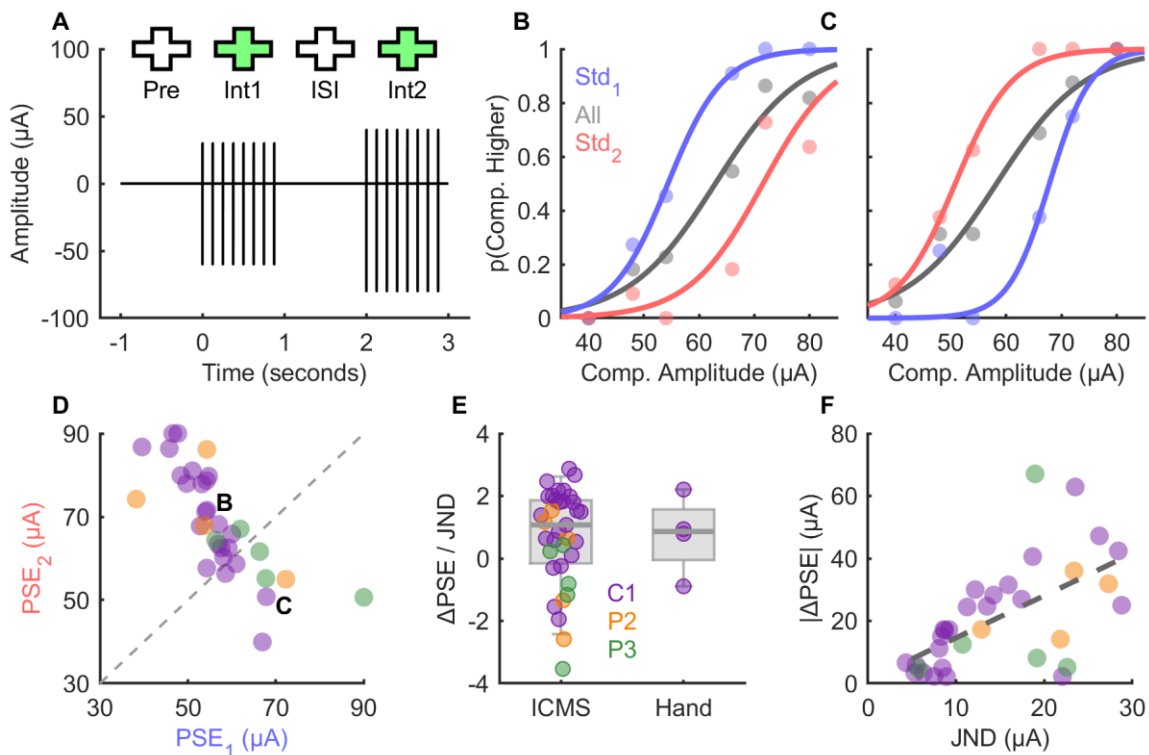 A
100
50
0
-50
-100
Amplitude (µA)
Pre Int1 ISI Int2
-1 0 1 2 3
Time (seconds)
B
1
0.8
0.6
0.4
0.2
0
p(Comp. Higher)
Std1
All
Std2
40 50 60 70 80
Comp. Amplitude (µA)
C
40 50 60 70 80
Comp. Amplitude (µA)
D
90
70
50
30
PSE2 (µA)
B
C
30 50 70 90
PSE1 (µA)
E
4
2
0
-2
-4
ΔPSE / JND
C1
P2
P3
ICMS Hand
F
80
60
40
20
0
|ΔPSE| (µA)
0 10 20 30
JND (µA)